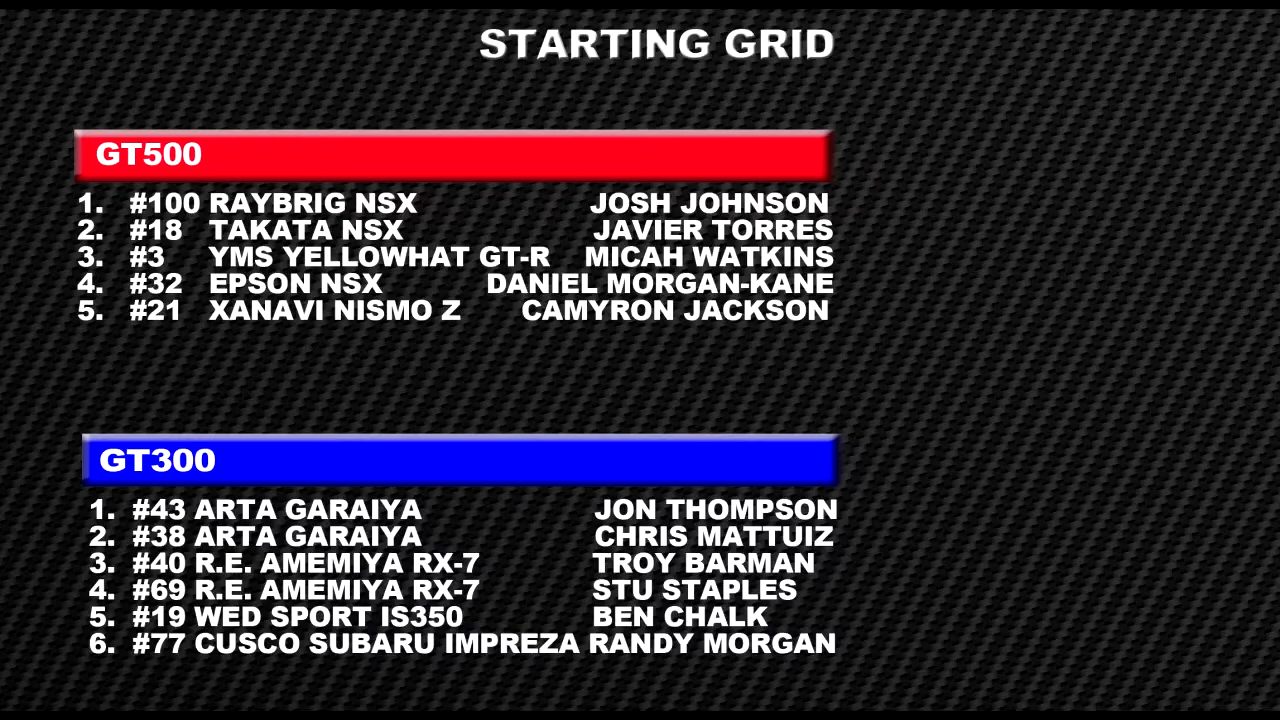 STARTING GRID
GT500
1. #100 RAYBRIG NSX JOSH JOHNSON
2. #18 TAKATA NSX JAVIER TORRES
3. #3 YMS YELLOWHAT GT-R MICAH WATKINS
4. #32 EPSON NSX DANIEL MORGAN-KANE
5. #21 XANAVI NISMO Z CAMYRON JACKSON
GT300
1. #43 ARTA GARAIYA JON THOMPSON
2. #38 ARTA GARAIYA CHRIS MATTUIZ
3. #40 R.E. AMEMIYA RX-7 TROY BARMAN
4. #69 R.E. AMEMIYA RX-7 STU STAPLES
5. #19 WED SPORT IS350 BEN CHALK
6. #77 CUSCO SUBARU IMPREZA RANDY MORGAN